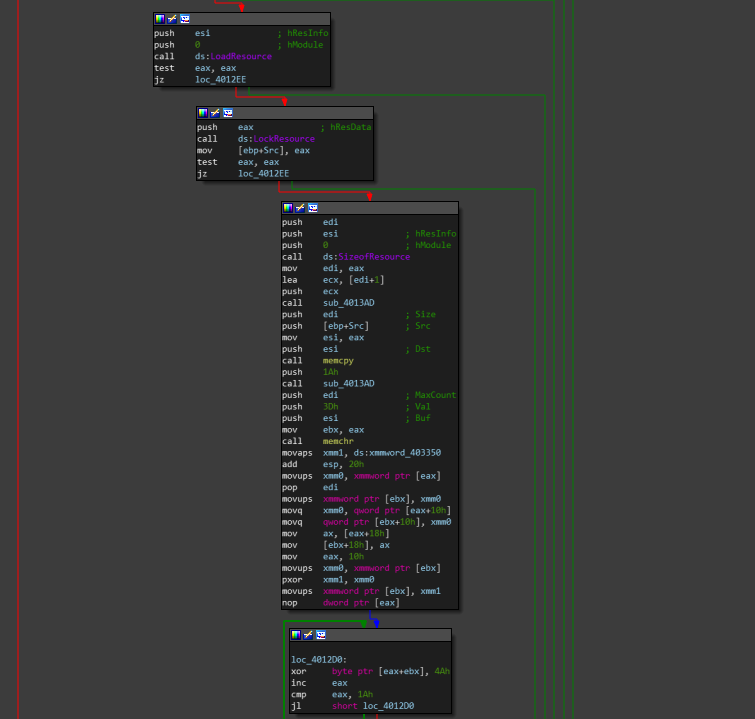 push esi ; hResInfo
push 0 ; hModule
call ds:LoadResource
test eax, eax
jz loc_4012EE
push eax ; hResData
call ds:LockResource
mov [ebp+Src], eax
test eax, eax
jz loc_4012EE
push edi
push esi ; hResInfo
push 0 ; hModule
call ds:SizeofResource
mov edi, eax
lea ecx, [edi+1]
push ecx
call sub_4013AD
push edi ; Size
push [ebp+Src] ; Src
mov esi, eax
push esi ; Dst
call memcpy
push 1Ah
call sub_4013AD
push edi ; MaxCount
push 3Dh ; Val
push esi ; Buf
mov ebx, eax
call memchr
movaps xmm1, ds:xmmword_403350
add esp, 20h
movups xmm0, xmmword ptr [eax]
pop edi
movups xmmword ptr [ebx], xmm0
movq xmm0, qword ptr [eax+10h]
movq qword ptr [ebx+10h], xmm0
mov ax, [eax+18h]
mov [ebx+18h], ax
mov eax, 10h
movups xmm0, xmmword ptr [ebx]
pxor xmm1, xmm0
movups xmmword ptr [ebx], xmm1
nop dword ptr [eax]
loc_4012D0:
xor byte ptr [eax+ebx], 4Ah
inc eax
cmp eax, 1Ah
jl short loc_4012D0